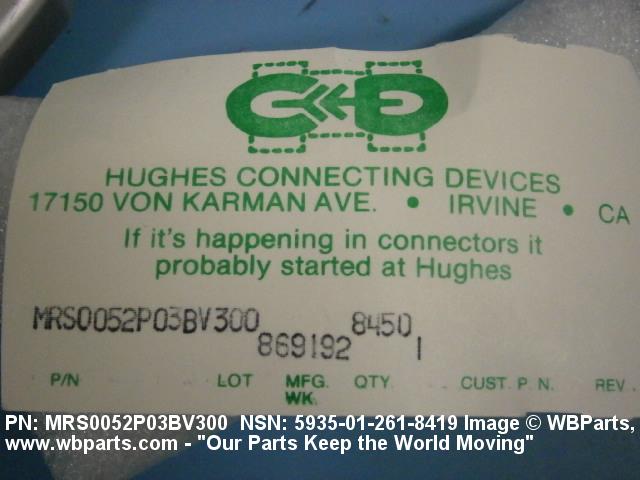 HUGHES CONNECTING DEVICES
17150 VON KARMAN AVE. • IRVINE • CA
If it's happening in connectors it
probably started at Hughes
MRS0052P03BV300 869192 8450 1
P/N LOT MFG. WK. QTY. CUST. P. N. REV.
PN: MRS0052P03BV300 NSN: 5935-01-261-8419 Image © WBParts,
www.wbparts.com - "Our Parts Keep the World Moving"